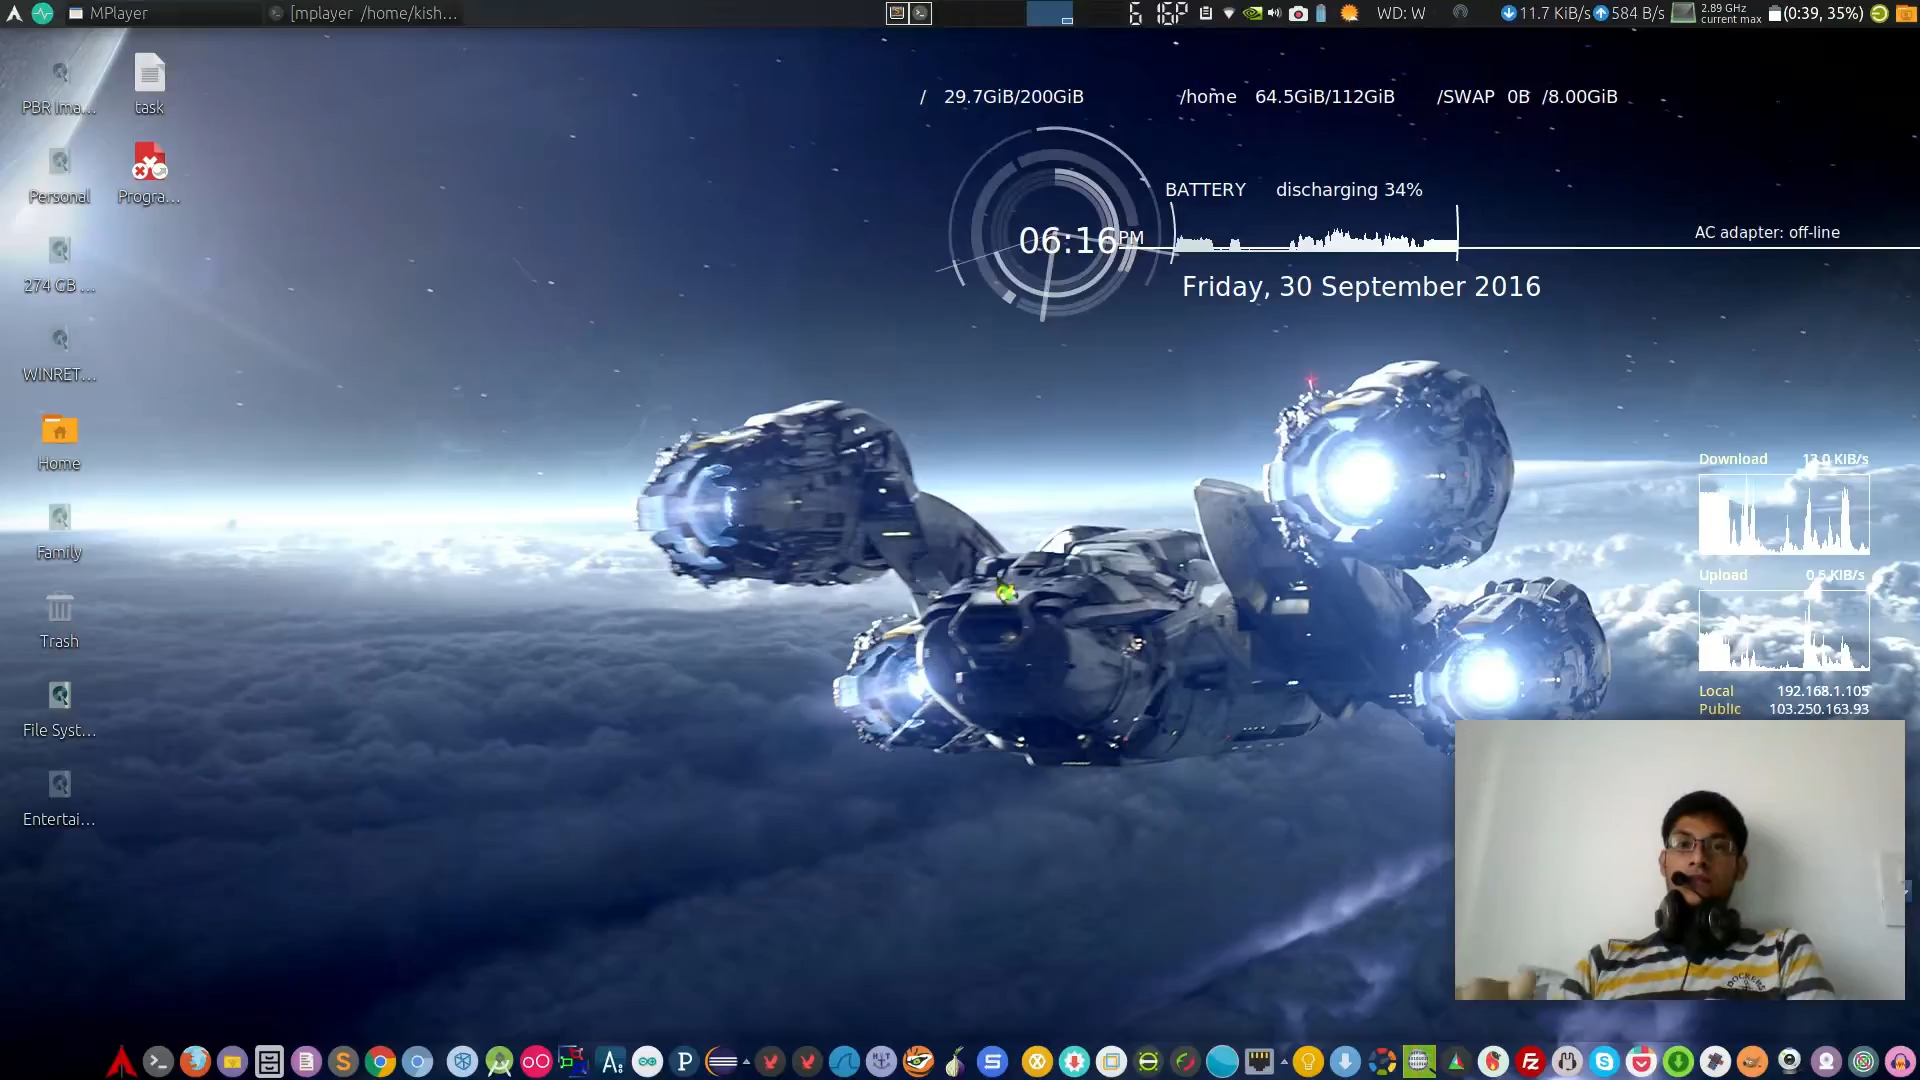 MPlayer
[mplayer /home/kish...
WD: W
11.7 KiB/s
584 B/s
2.89 GHz
current max
(0:39, 35%)
PBR Ima...
task
Personal
Progra...
274 GB ...
WINRET...
Home
Family
Trash
File Syst...
Entertai...
/ 29.7GiB/200GiB
/home 64.5GiB/112GiB
/SWAP 0B /8.00GiB
BATTERY discharging 34%
06:16 PM
AC adapter: off-line
Friday, 30 September 2016
Download 13.0 KiB/s
Upload 0.5 KiB/s
Local 192.168.1.105
Public 103.250.163.93
DOCKERS